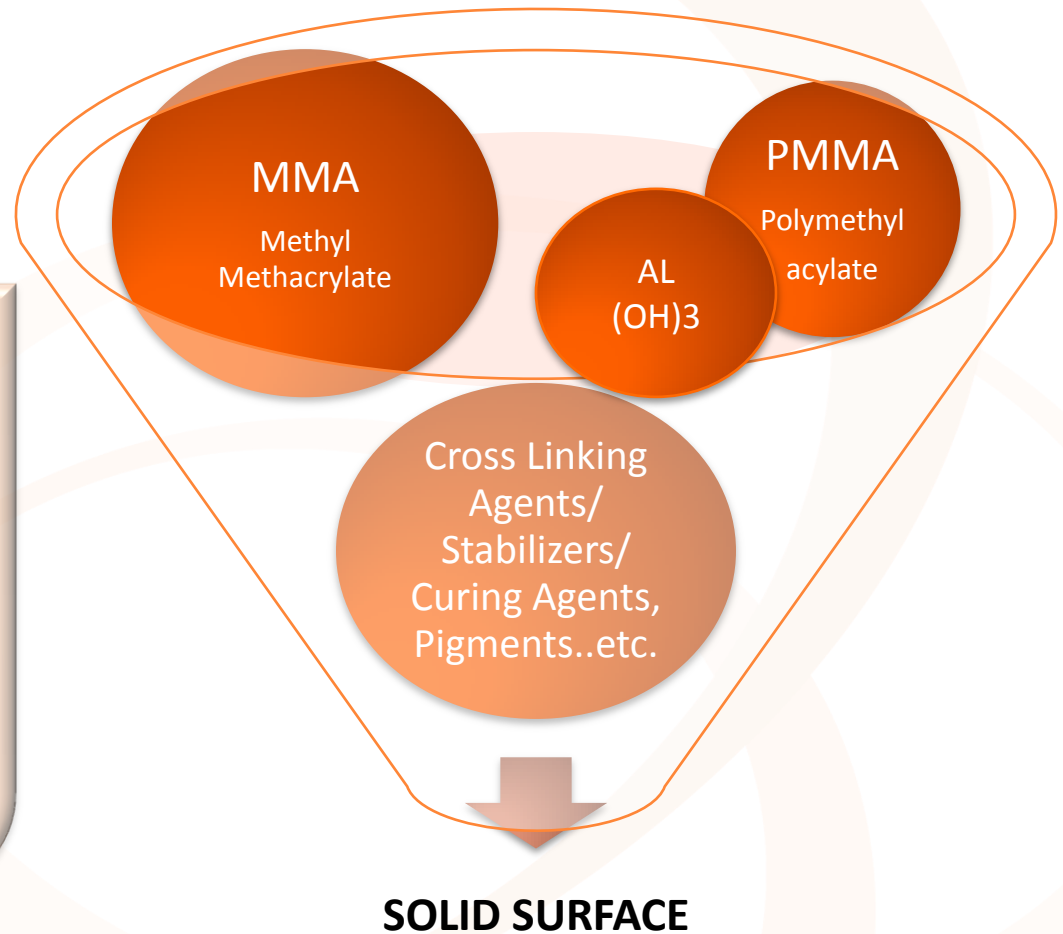 MMA
Methyl
Methacrylate
PMMA
Polymethyl
acylate
AL
(OH)3
Cross Linking
Agents/
Stabilizers/
Curing Agents,
Pigments..etc.
SOLID SURFACE